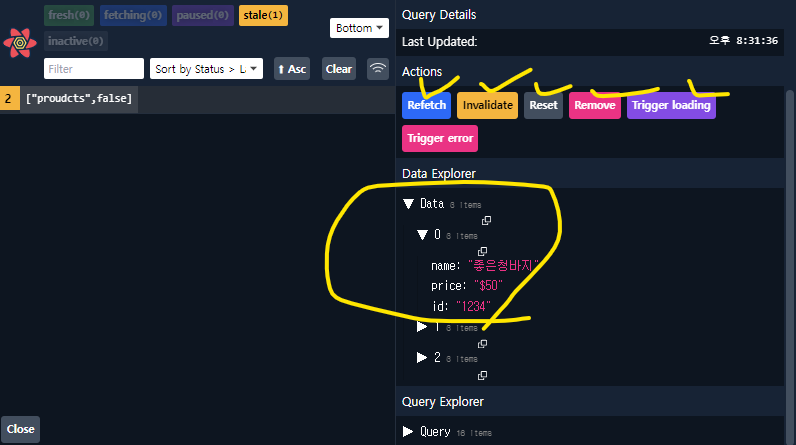 fresh(0) fetching(0) paused(0) stale(1)
inactive(0)
Bottom
Filter Sort by Status > L Asc Clear
2 ["proudcts",false]
Close
Query Details
Last Updated: 오후 8:31:36
Actions
Refetch Invalidate Reset Remove Trigger loading
Trigger error
Data Explorer
Data 3 items
0 3 items
name: "좋은청바지"
price: "$50"
id: "1234"
1 3 items
2 3 items
Query Explorer
Query 16 items